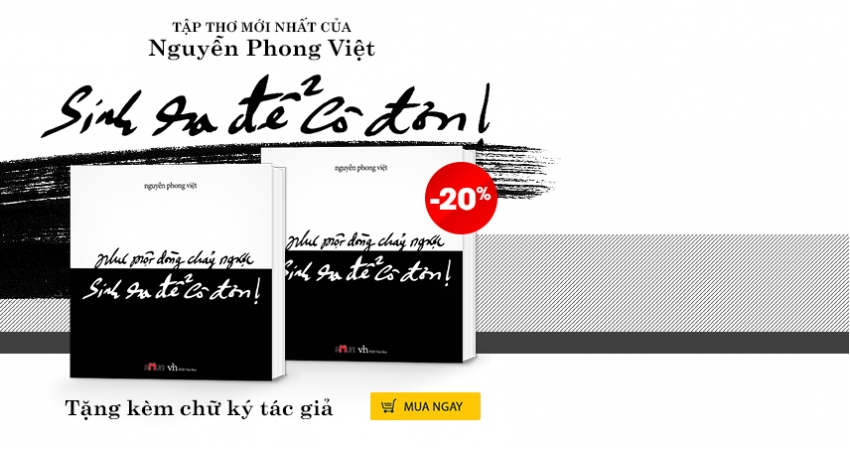 TẬP THƠ MỚI NHẤT CỦA
Nguyễn Phong Việt
Sinh ra để cô đơn!
nguyễn phong việt
như một dòng chảy ngược
Sinh ra để cô đơn!
vh
nguyễn phong việt
-20%
như một dòng chảy ngược
Sinh ra để cô đơn!
vh
Tặng kèm chữ ký tác giả
MUA NGAY